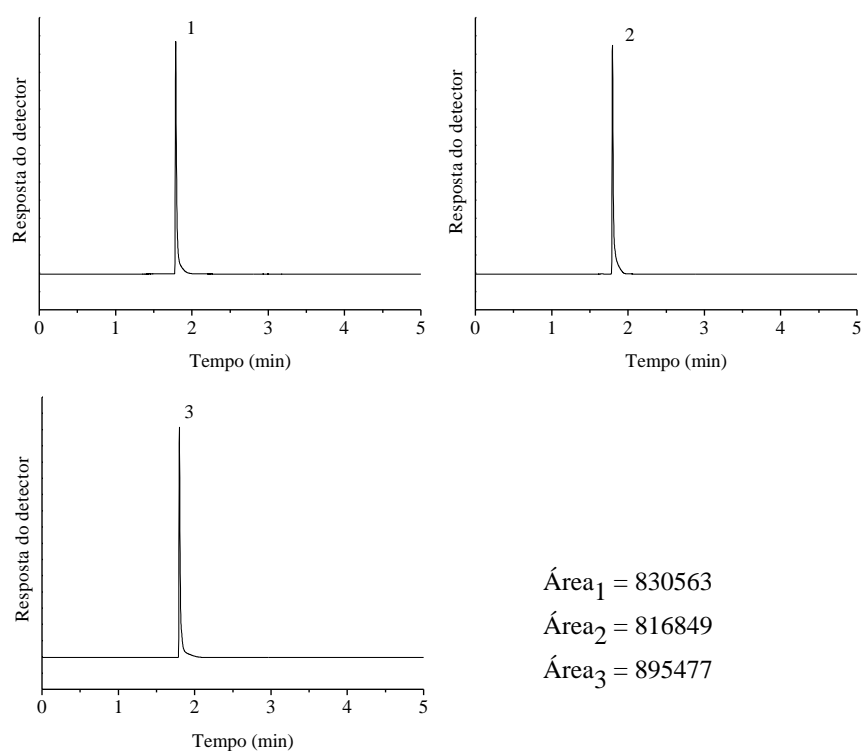 1
Resposta do detector
0 1 2 3 4 5
Tempo (min)
2
Resposta do detector
0 1 2 3 4 5
Tempo (min)
3
Resposta do detector
0 1 2 3 4 5
Tempo (min)
Área1 = 830563
Área2 = 816849
Área3 = 895477